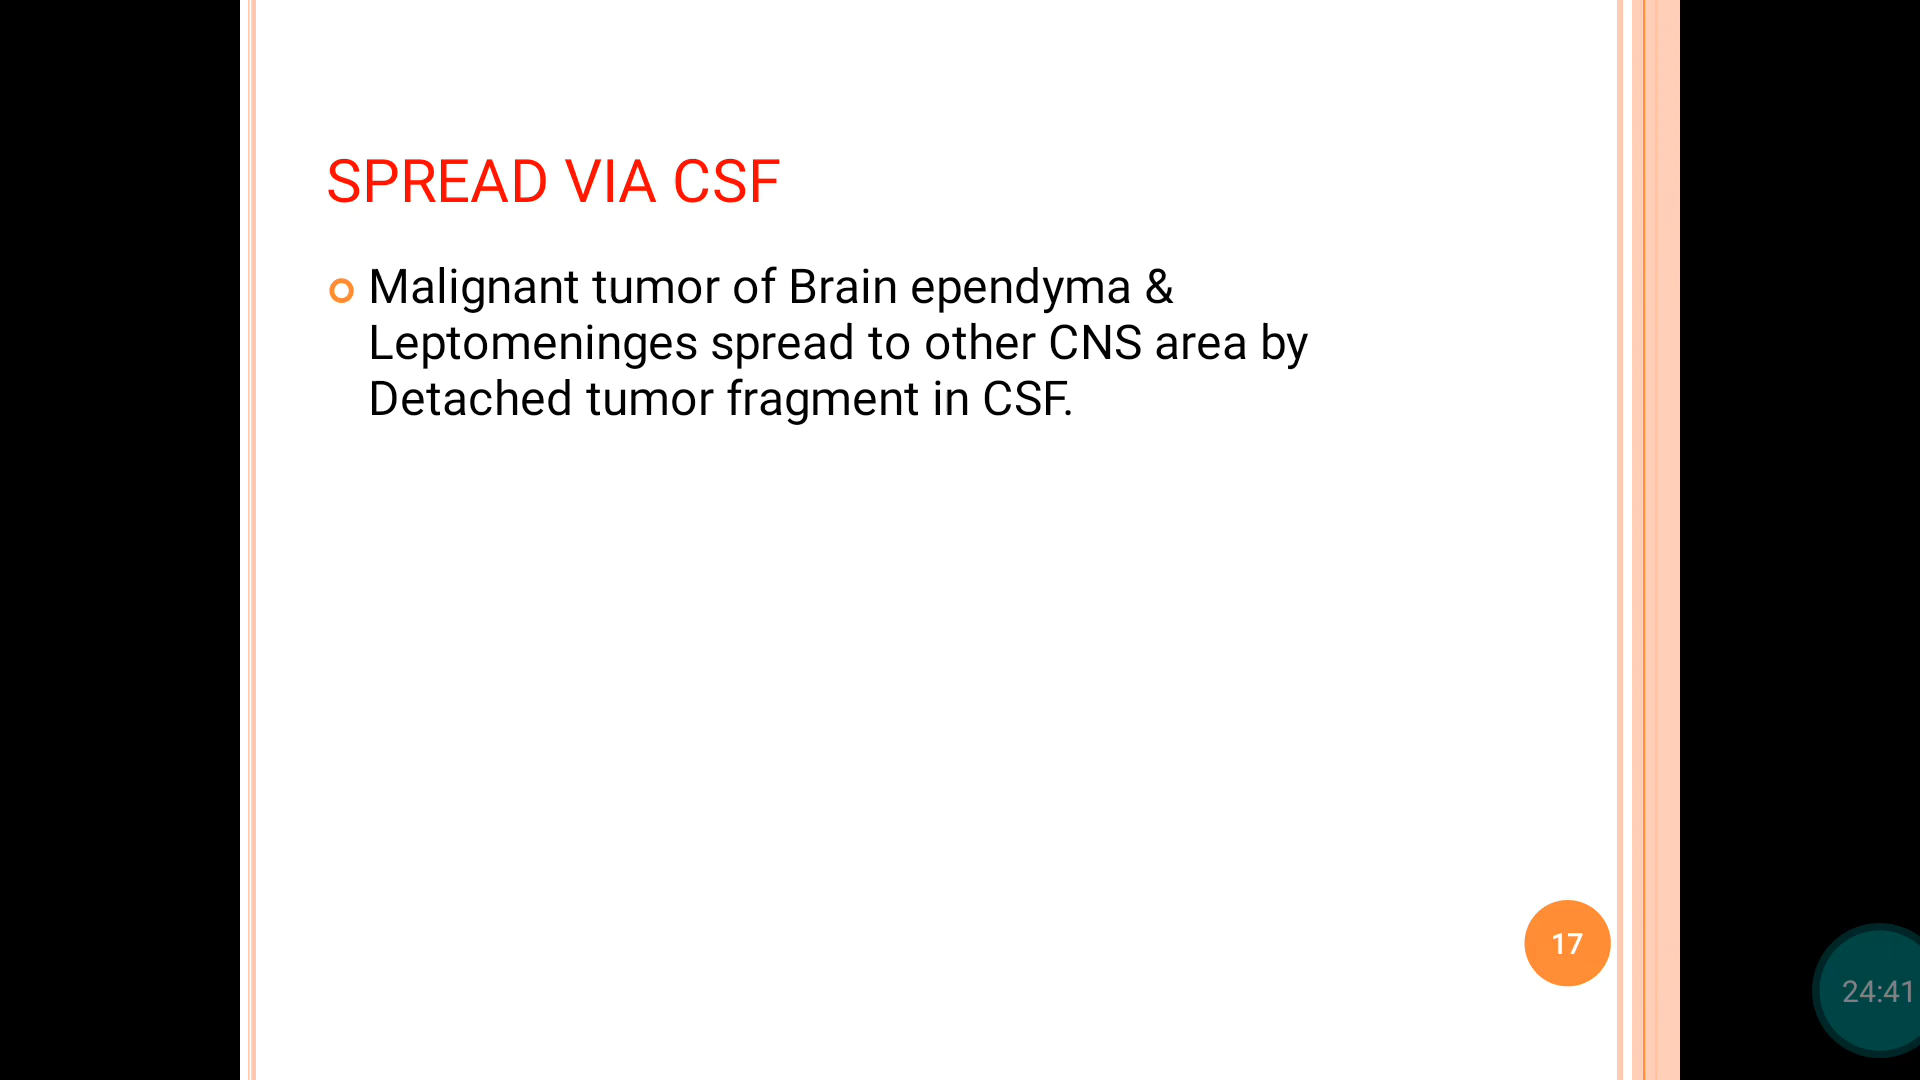 SPREAD VIA CSF
Malignant tumor of Brain ependyma &
Leptomeninges spread to other CNS area by
Detached tumor fragment in CSF.
17
24:41